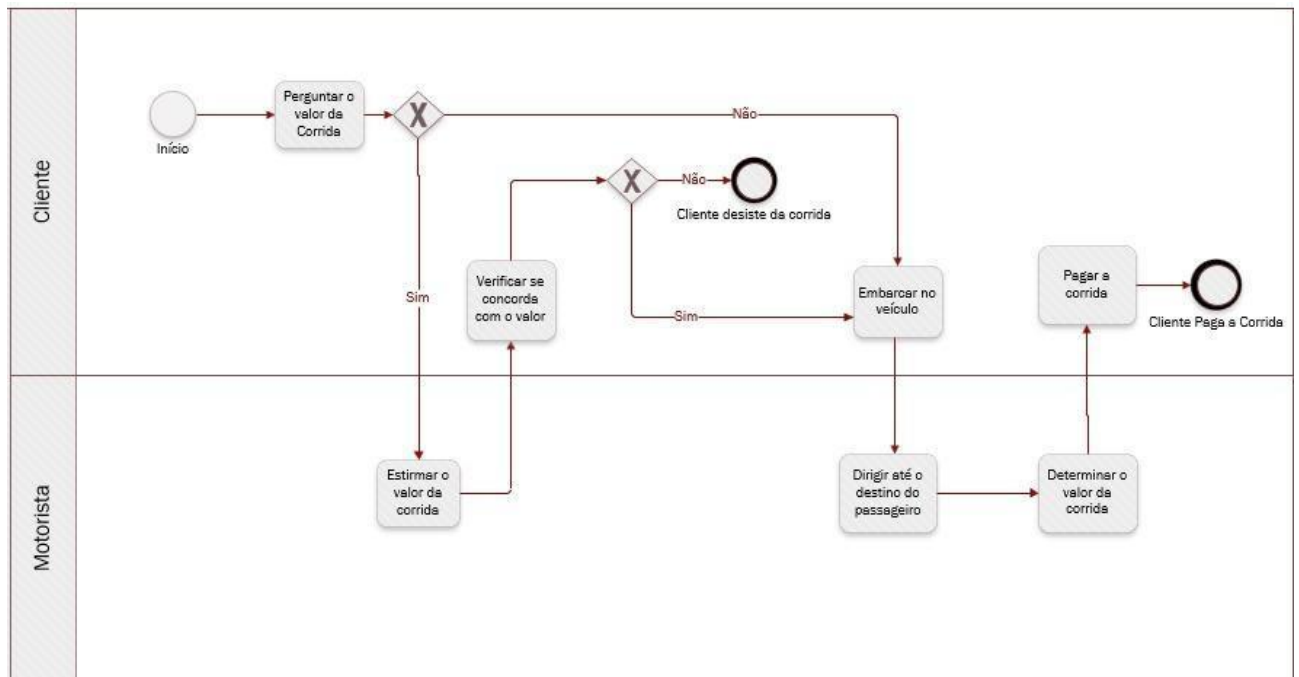 Cliente
Início
Perguntar o
valor da
Corrida
X
Não
X
Não
Cliente desiste da corrida
Sim
Verificar se
concorda
com o valor
Sim
Embarcar no
veículo
Pagar a
corrida
Cliente Paga a Corrida
Motorista
Estirmar o
valor da
corrida
Dirigir até o
destino do
passageiro
Determinar o
valor da
corrida